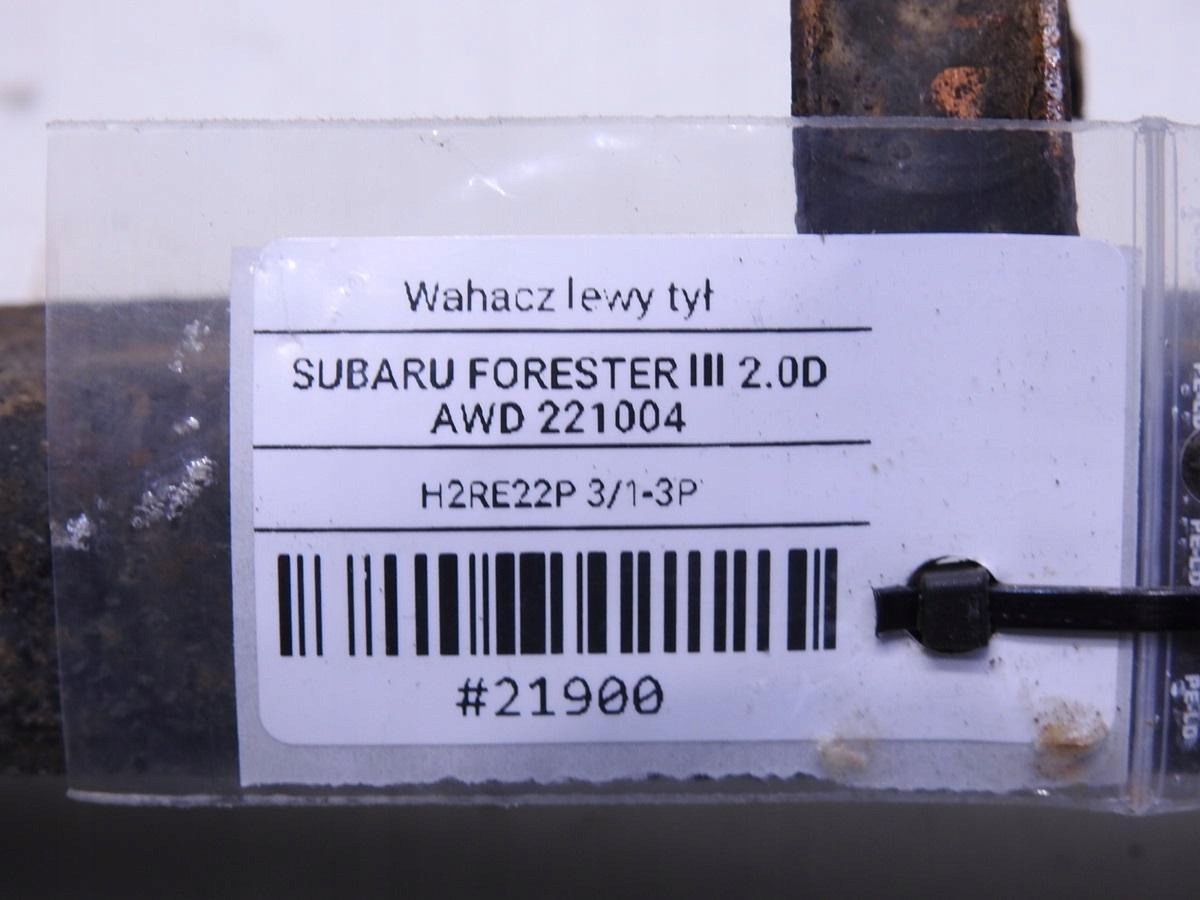 Wahacz lewy tył
SUBARU FORESTER III 2.0D
AWD 221004
H2RE22P 3/1-3P
#21900